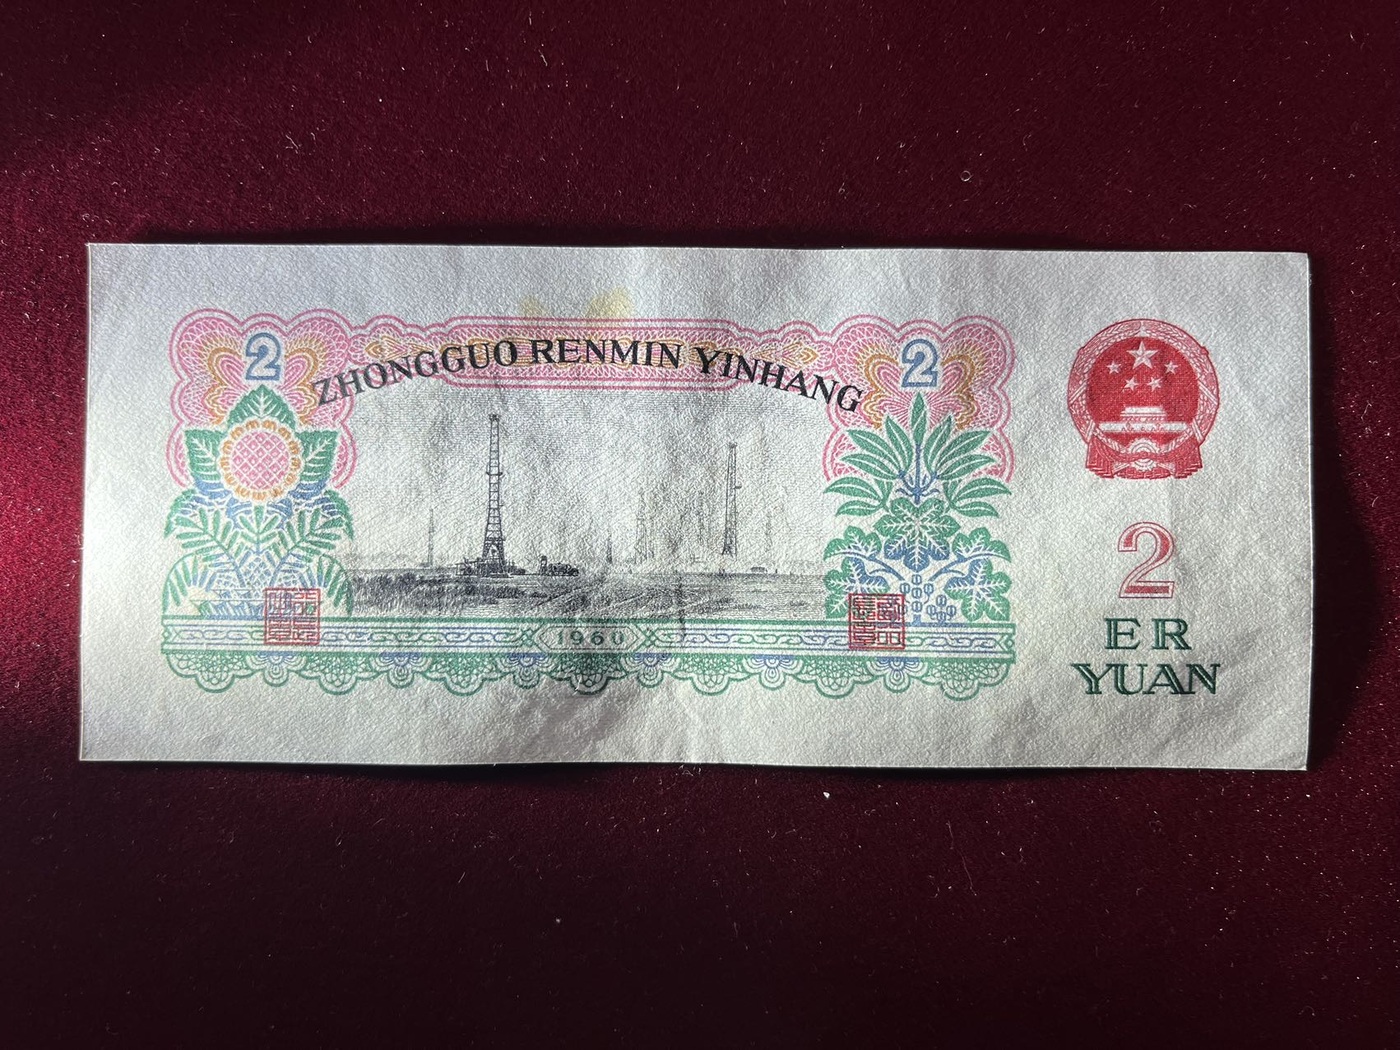 2
2
ZHONGGUO RENMIN YINHANG
1960
2
ER
YUAN